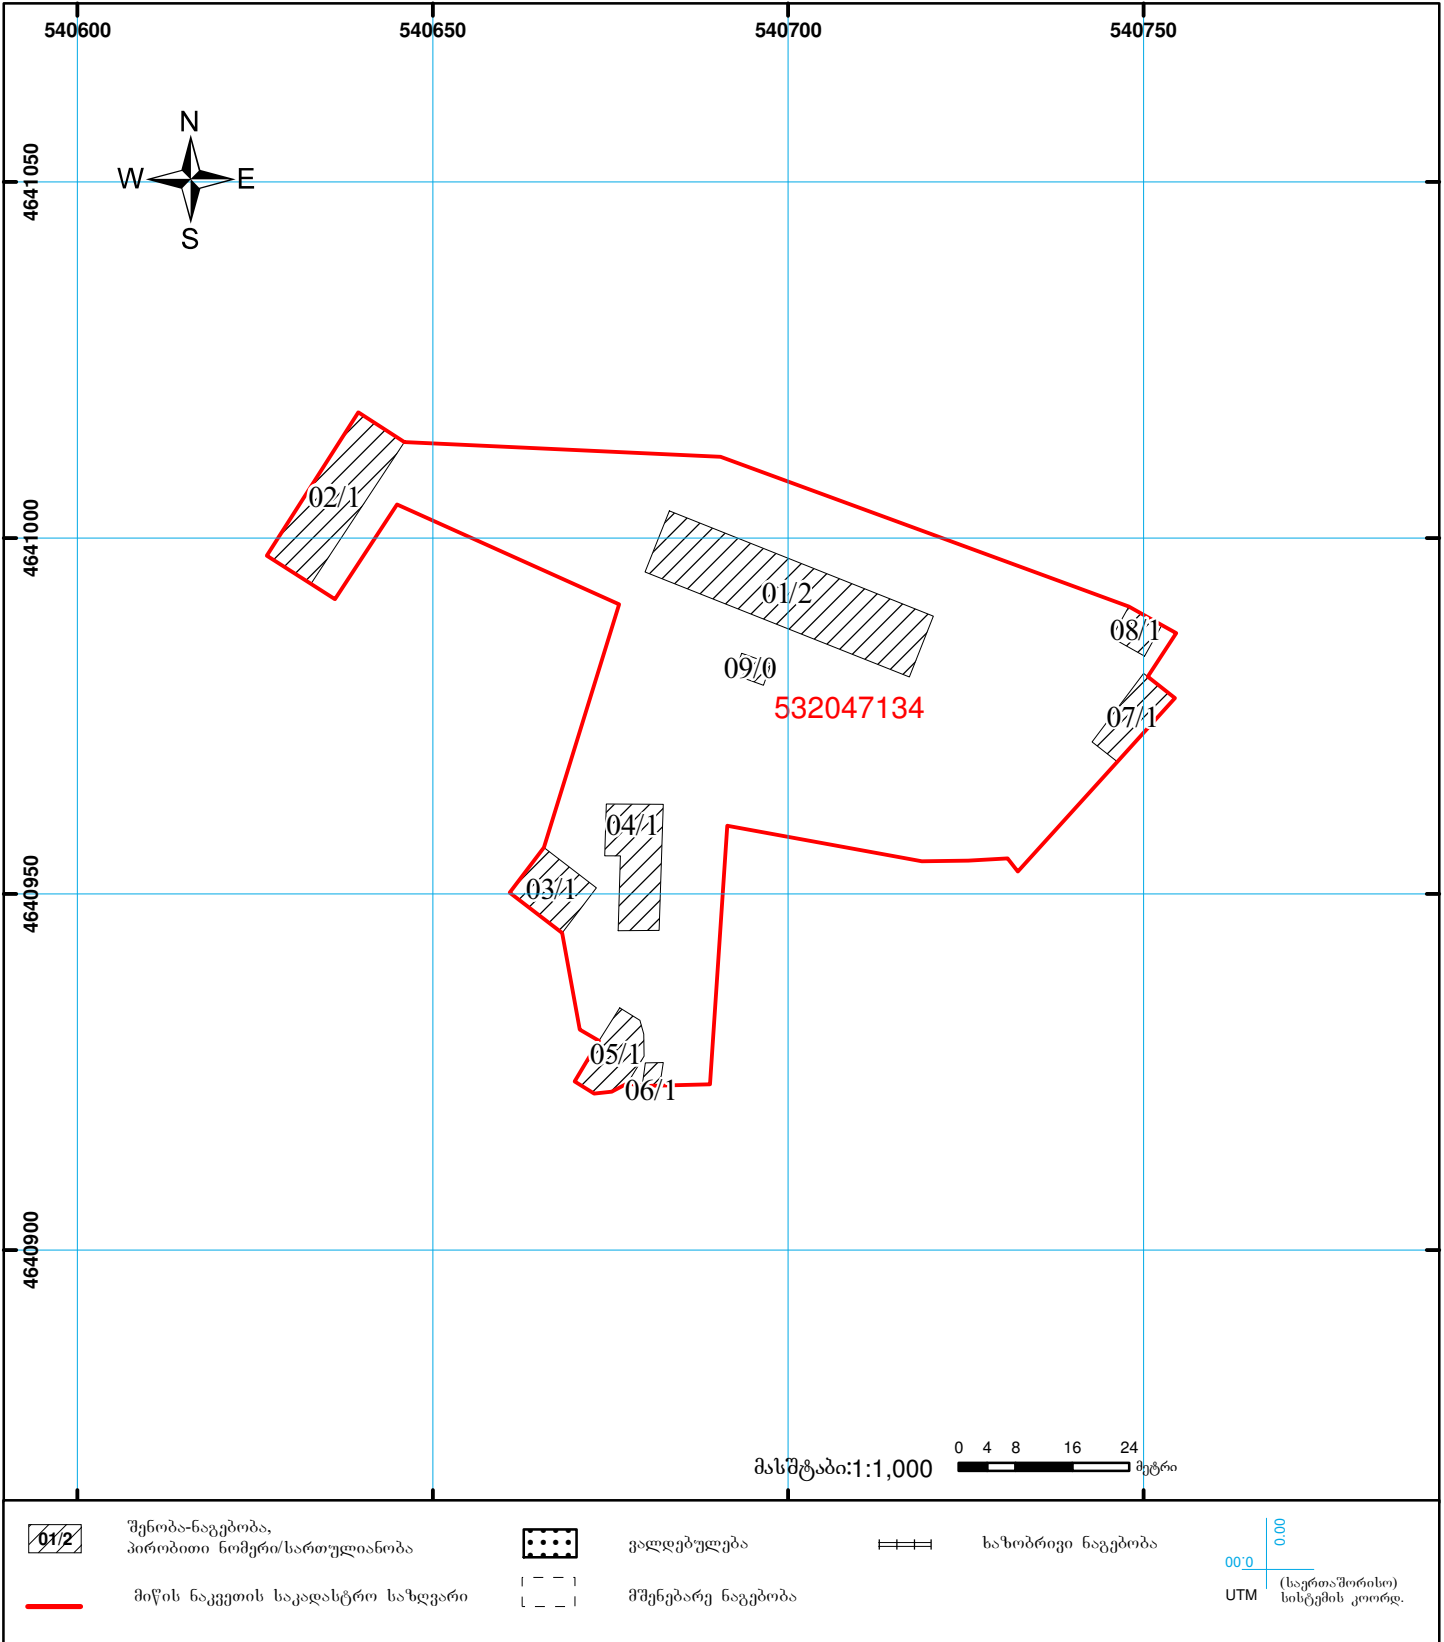 540600 540650 540700 540750
4641050
4641000
4640950
4640900
N
W E
S
02/1
01/2
08/1
09/0
532047134
07/1
04/1
03/1
05/1
06/1
მასშტაბი:1:1,000
0 4 8 16 24
მეტრი
01/2
შენობა-ნაგებობა,
პირობითი ნომერი/სართულიანობა
ვალდებულება
ხაზობრივი ნაგებობა
მიწის ნაკვეთის საკადასტრო საზღვარი
მშენებარე ნაგებობა
0.00
00'0
UTM
(საერთაშორისო)
სისტემის კოორდ.